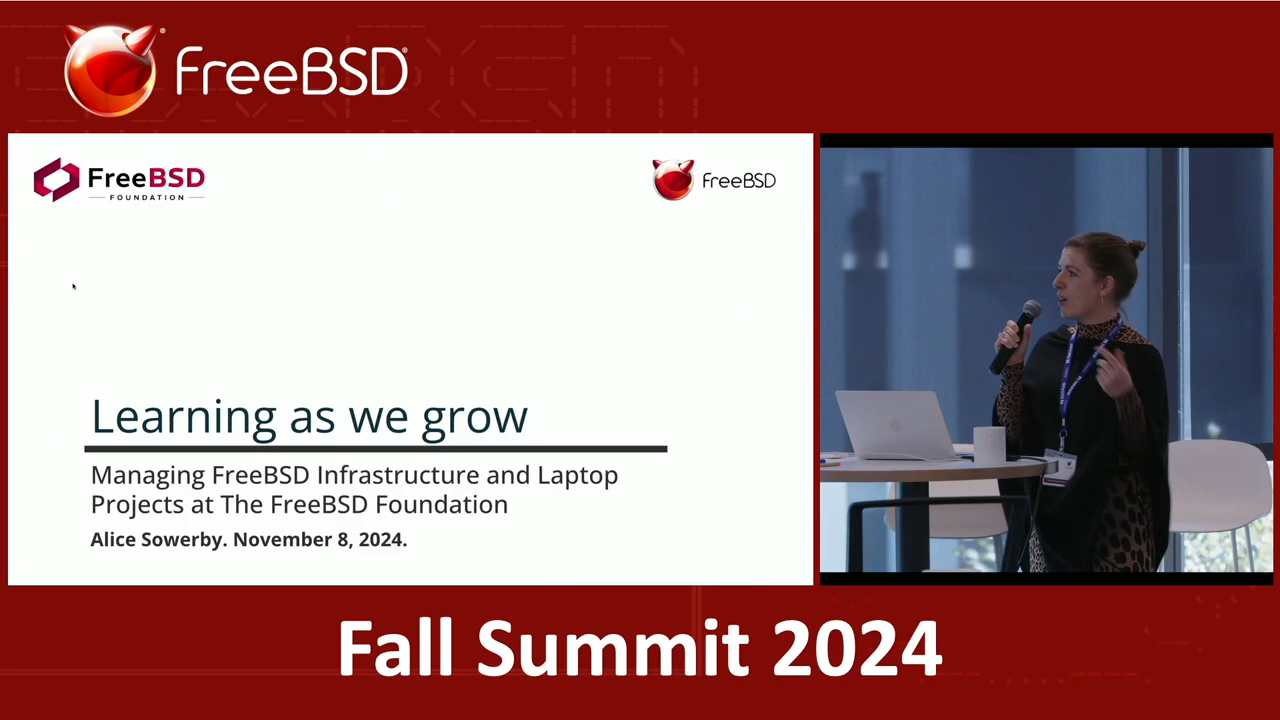 FreeBSD
FreeBSD
FOUNDATION
FreeBSD
Learning as we grow
Managing FreeBSD Infrastructure and Laptop
Projects at The FreeBSD Foundation
Alice Sowerby. November 8, 2024.
Fall Summit 2024